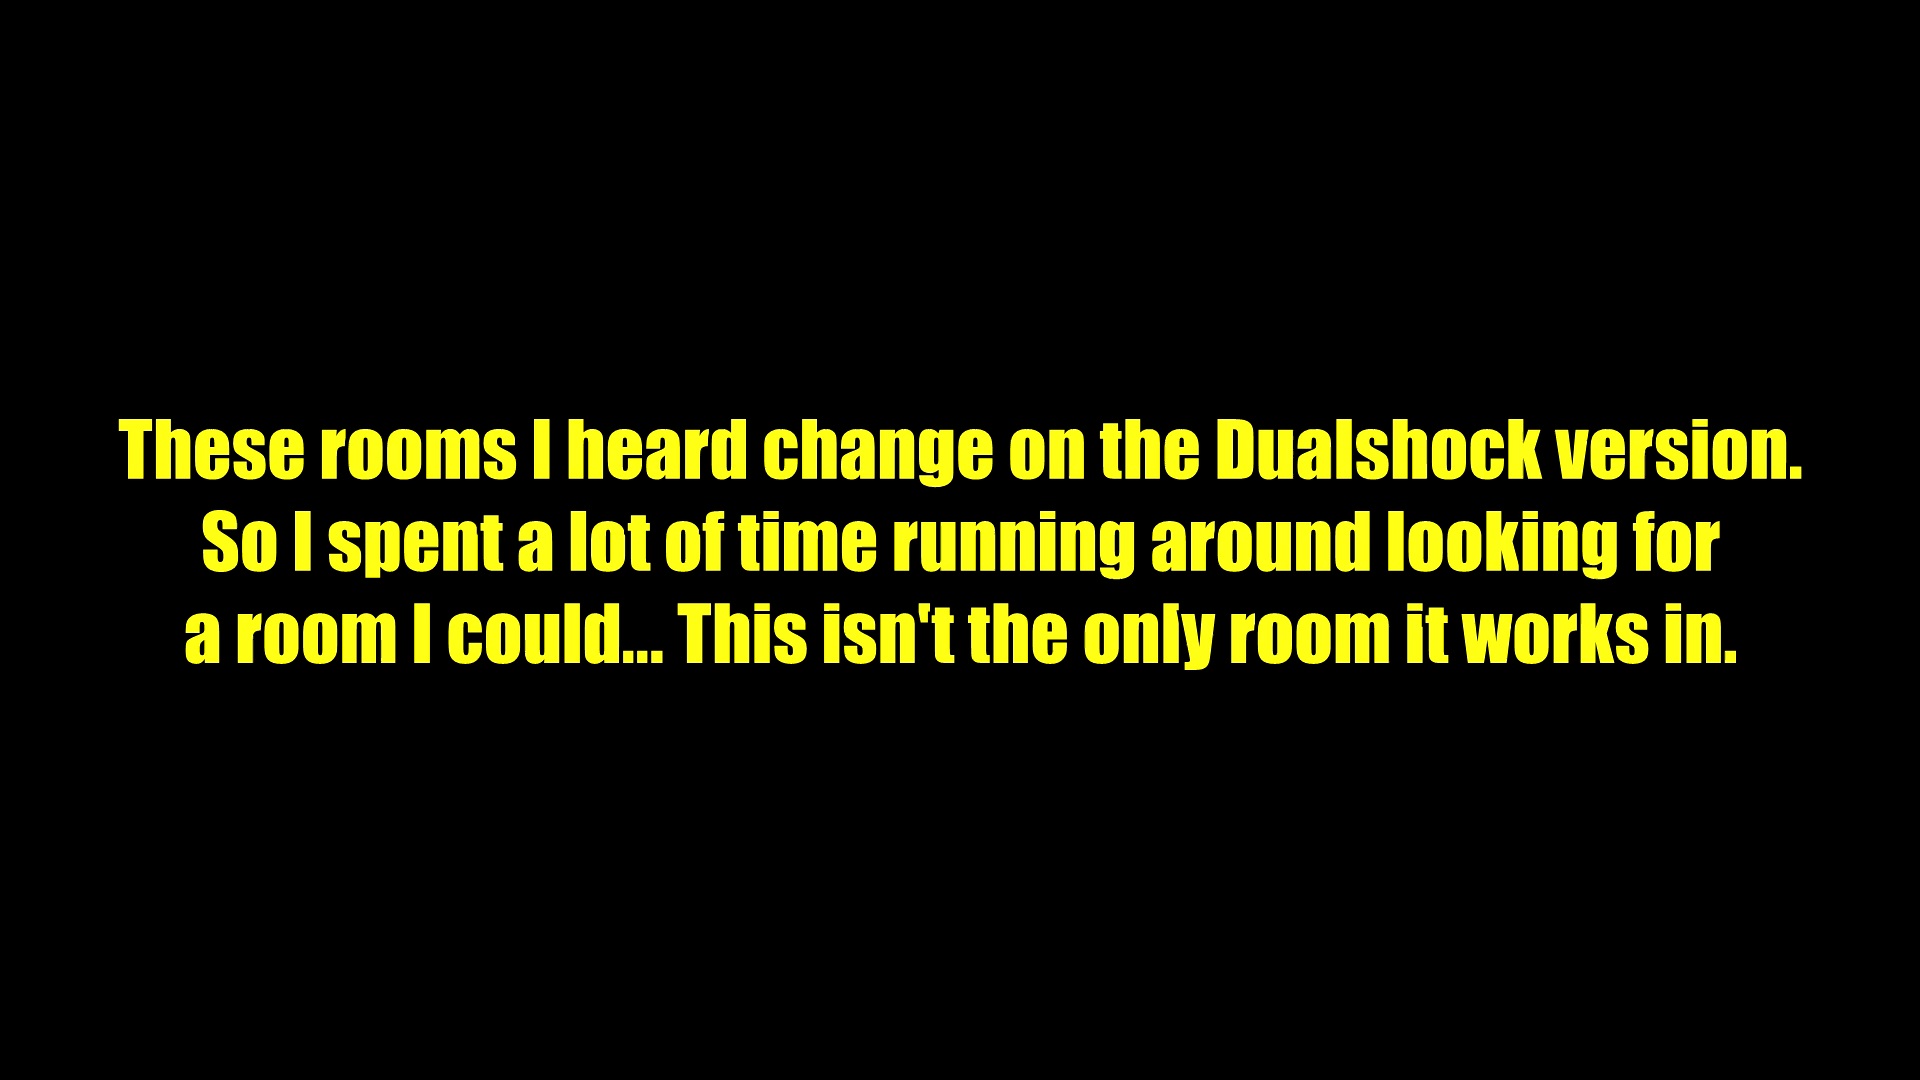 These rooms I heard change on the Dualshock version.
So I spent a lot of time running around looking for
a room I could... This isn't the only room it works in.